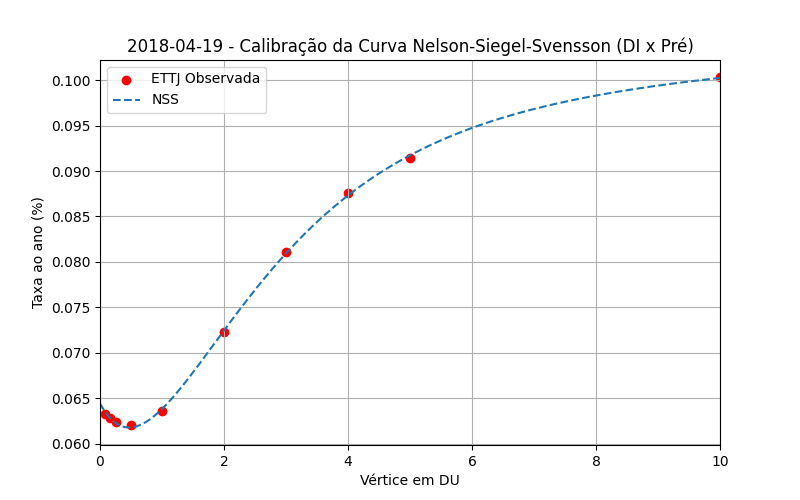 2018-04-19 - Calibração da Curva Nelson-Siegel-Svensson (DI x Pré)
ETTJ Observada
NSS
Taxa ao ano (%)
0.100
0.095
0.090
0.085
0.080
0.075
0.070
0.065
0.060
0 2 4 6 8 10
Vértice em DU